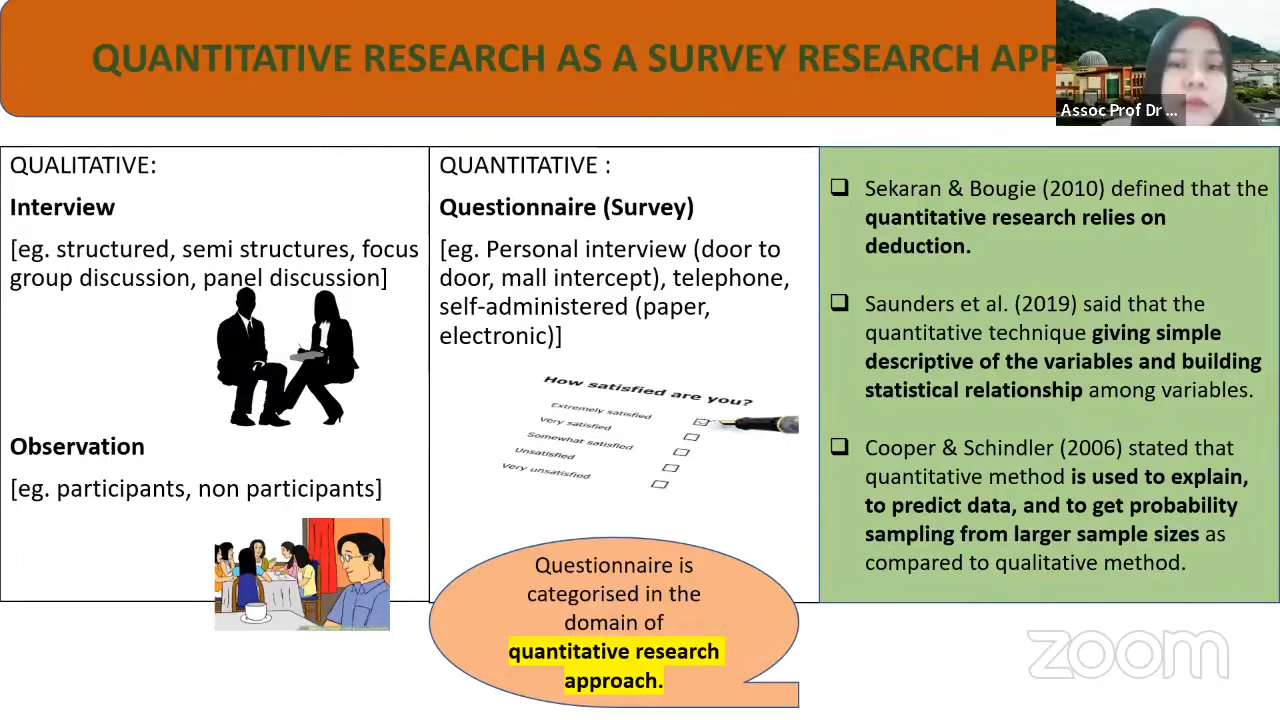 QUANTITATIVE RESEARCH AS A SURVEY RESEARCH APP
Assoc Prof Dr ...
QUALITATIVE:
Interview
[eg. structured, semi structures, focus
group discussion, panel discussion]
Observation
[eg. participants, non participants]
QUANTITATIVE :
Questionnaire (Survey)
[eg. Personal interview (door to
door, mall intercept), telephone,
self-administered (paper,
electronic)]
How satisfied are you?
Extremely satisfied
Very satisfied
Somewhat satisfied
Unsatisfied
Very unsatisfied
Questionnaire is
categorised in the
domain of
quantitative research
approach.
❑ Sekaran & Bougie (2010) defined that the
quantitative research relies on
deduction.
❑ Saunders et al. (2019) said that the
quantitative technique giving simple
descriptive of the variables and building
statistical relationship among variables.
❑ Cooper & Schindler (2006) stated that
quantitative method is used to explain,
to predict data, and to get probability
sampling from larger sample sizes as
compared to qualitative method.
zoom